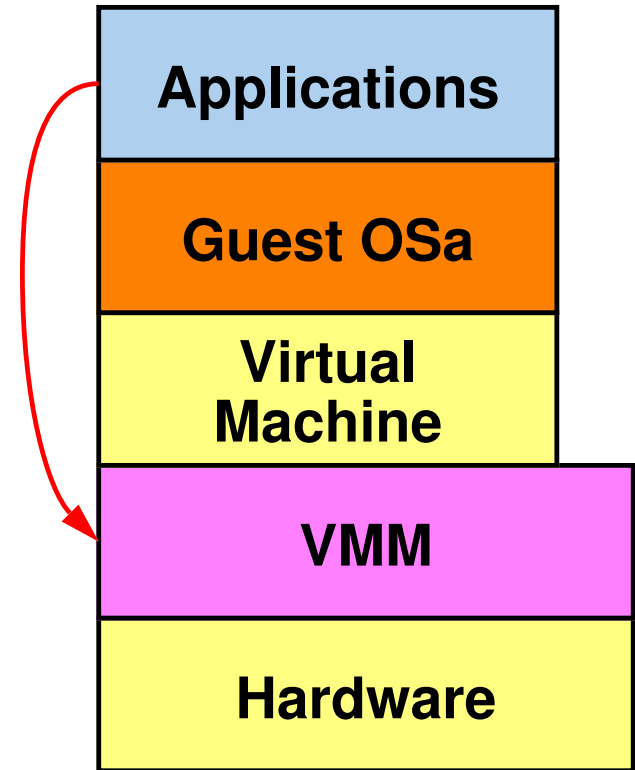 Applications
Guest OSa
Virtual
Machine
VMM
Hardware